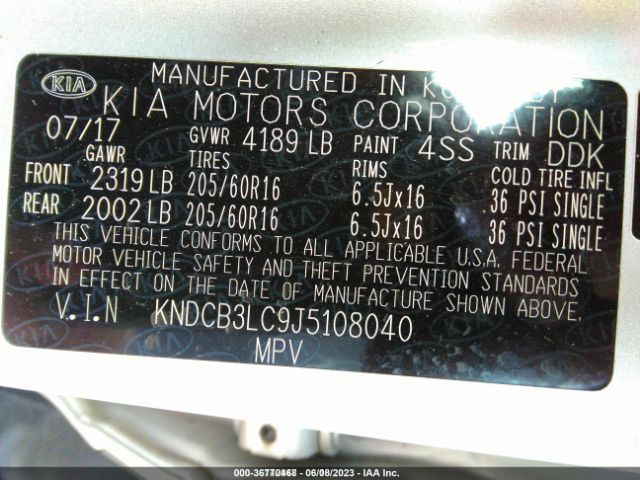 KIA
MANUFACTURED IN BY
KIA MOTORS CORPORATION
07/17 GVWR 4189 LB PAINT 4SS TRIM DDK
GAWR TIRES RIMS COLD TIRE INFL
FRONT 2319 LB 205/60R16 6.5Jx16 36 PSI SINGLE
REAR 2002 LB 205/60R16 6.5Jx16 36 PSI SINGLE
THIS VEHICLE CONFORMS TO ALL APPLICABLE U.S.A. FEDERAL
MOTOR VEHICLE SAFETY AND THEFT PREVENTION STANDARDS
IN EFFECT ON THE DATE OF MANUFACTURE SHOWN ABOVE.
V.I.N KNDCB3LC9J5108040
MPV
06/08/2023 - IAA Inc.